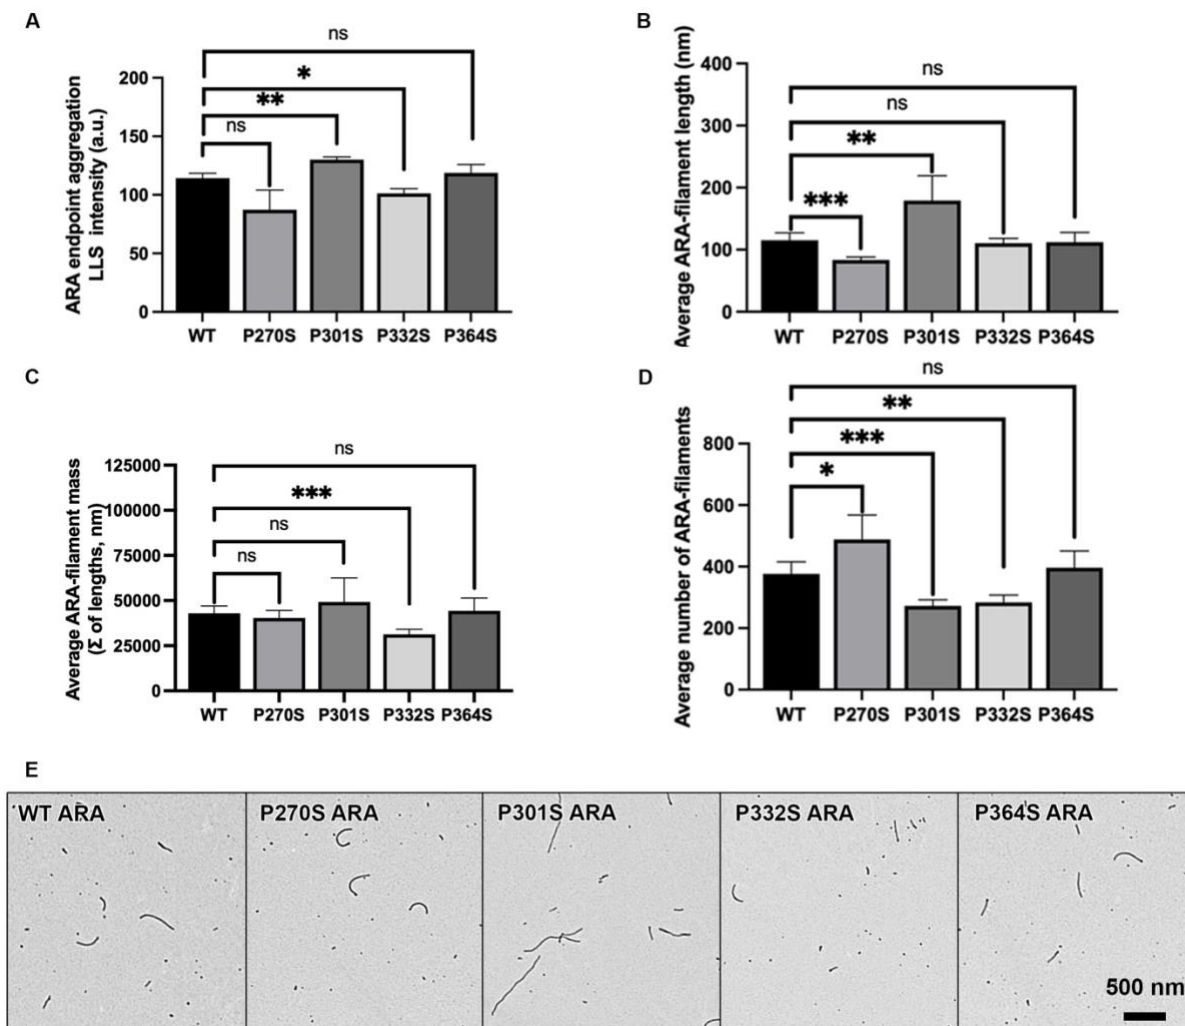 A
ns
*
**
ns
ARA endpoint aggregation
LLS intensity (a.u.)
200
150
100
50
0
WT P270S P301S P332S P364S
B
ns
ns
**
***
Average ARA-filament length (nm)
400
300
200
100
0
WT P270S P301S P332S P364S
C
ns
***
ns
ns
Average ARA-filament mass
(Σ of lengths, nm)
125000
100000
75000
50000
25000
0
WT P270S P301S P332S P364S
D
ns
**
***
*
Average number of ARA-filaments
800
600
400
200
0
WT P270S P301S P332S P364S
E
WT ARA P270S ARA P301S ARA P332S ARA P364S ARA
500 nm